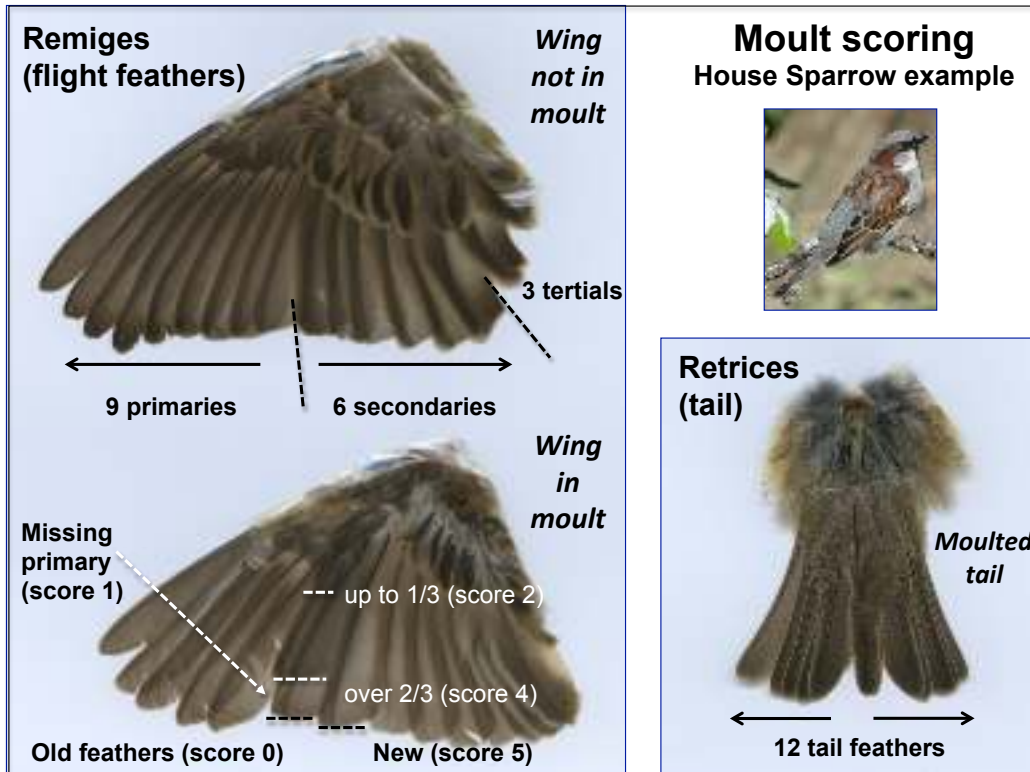 Remiges
(flight feathers)
Wing
not in
moult
3 tertials
9 primaries
6 secondaries
Wing
in
moult
Missing
primary
(score 1)
up to 1/3 (score 2)
over 2/3 (score 4)
Old feathers (score 0)
New (score 5)
Moult scoring
House Sparrow example
Retrices
(tail)
Moulted
tail
12 tail feathers